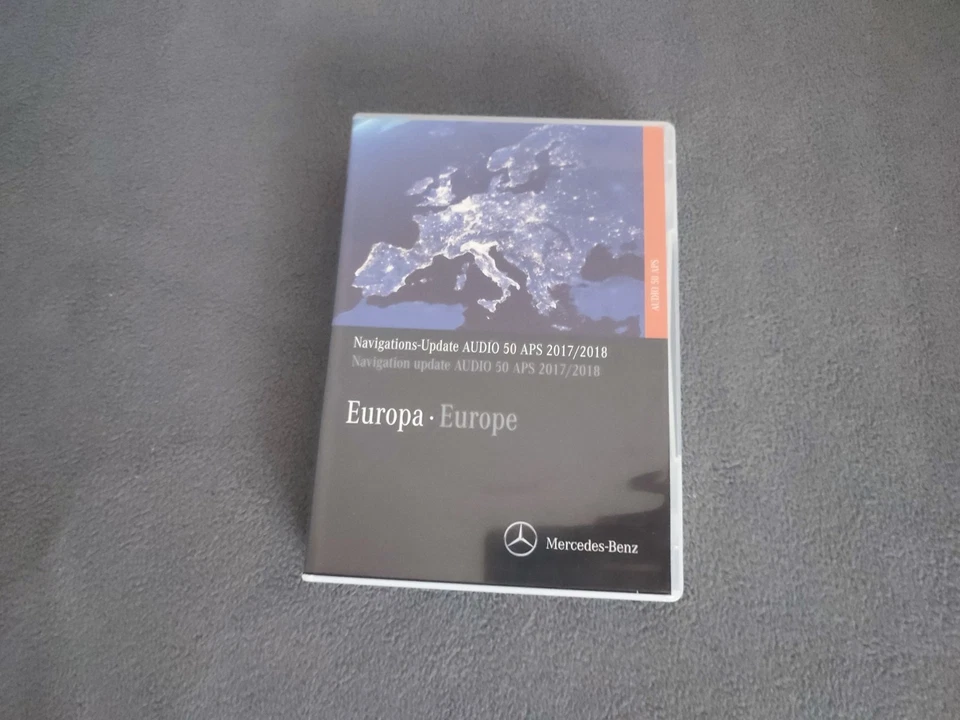 AUDIO 50 APS
Navigations-Update AUDIO 50 APS 2017/2018
Navigation update AUDIO 50 APS 2017/2018
Europa · Europe
Mercedes-Benz